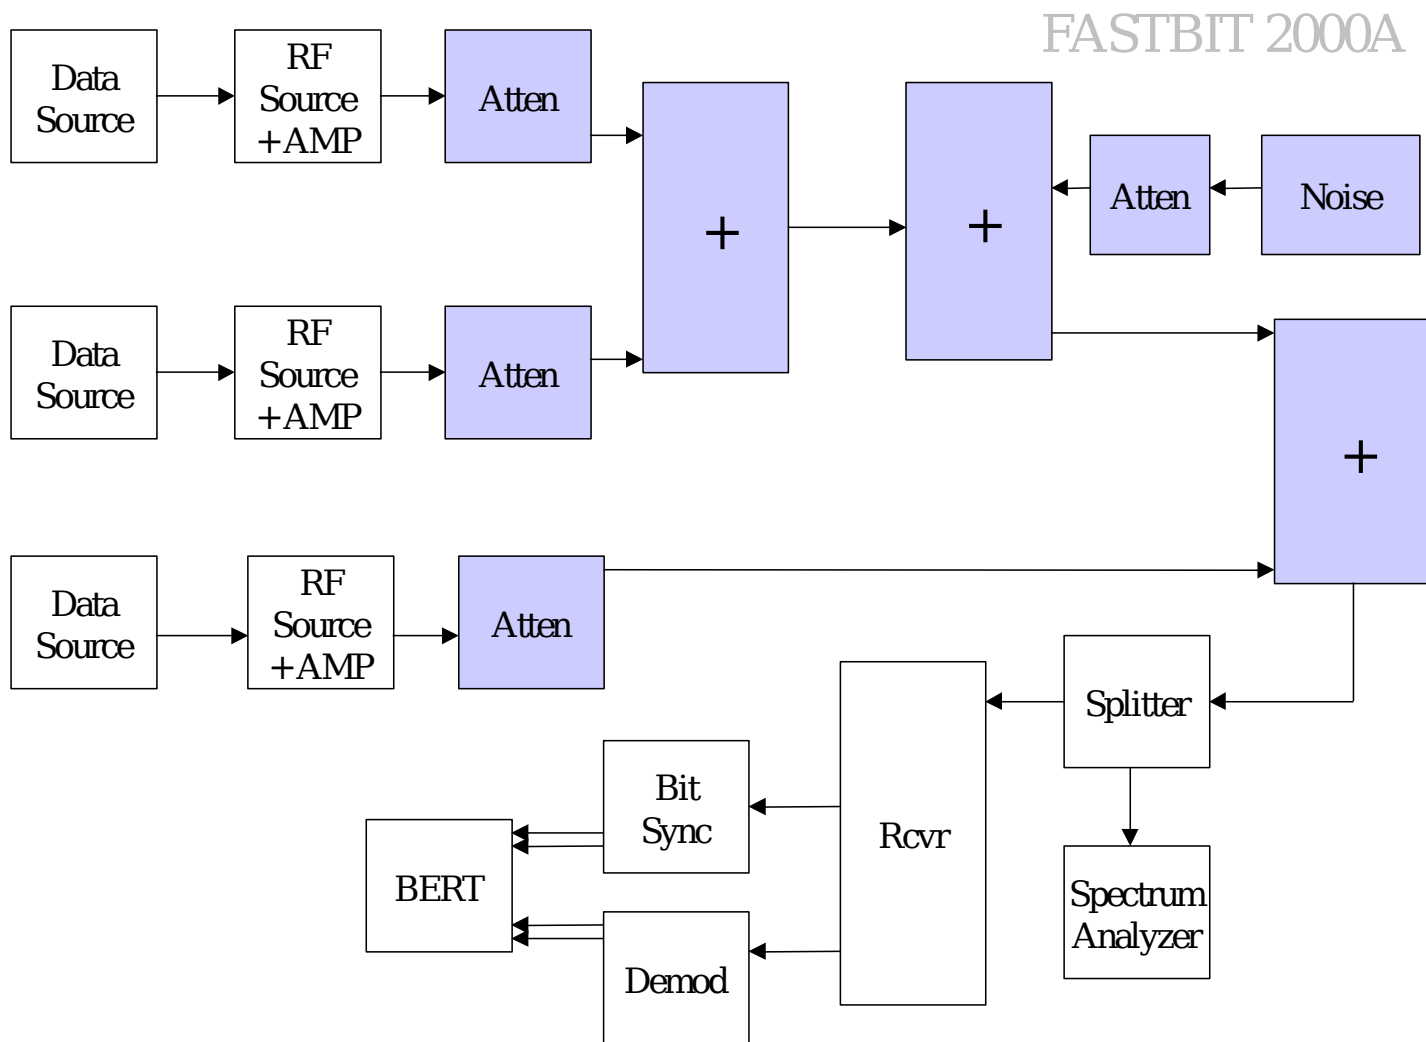 FASTBIT 2000A
Data
Source
RF
Source
+AMP
Atten
+
+
Atten
Noise
Data
Source
RF
Source
+AMP
Atten
+
Data
Source
RF
Source
+AMP
Atten
Splitter
Bit
Sync
Rcvr
BERT
Spectrum
Analyzer
Demod